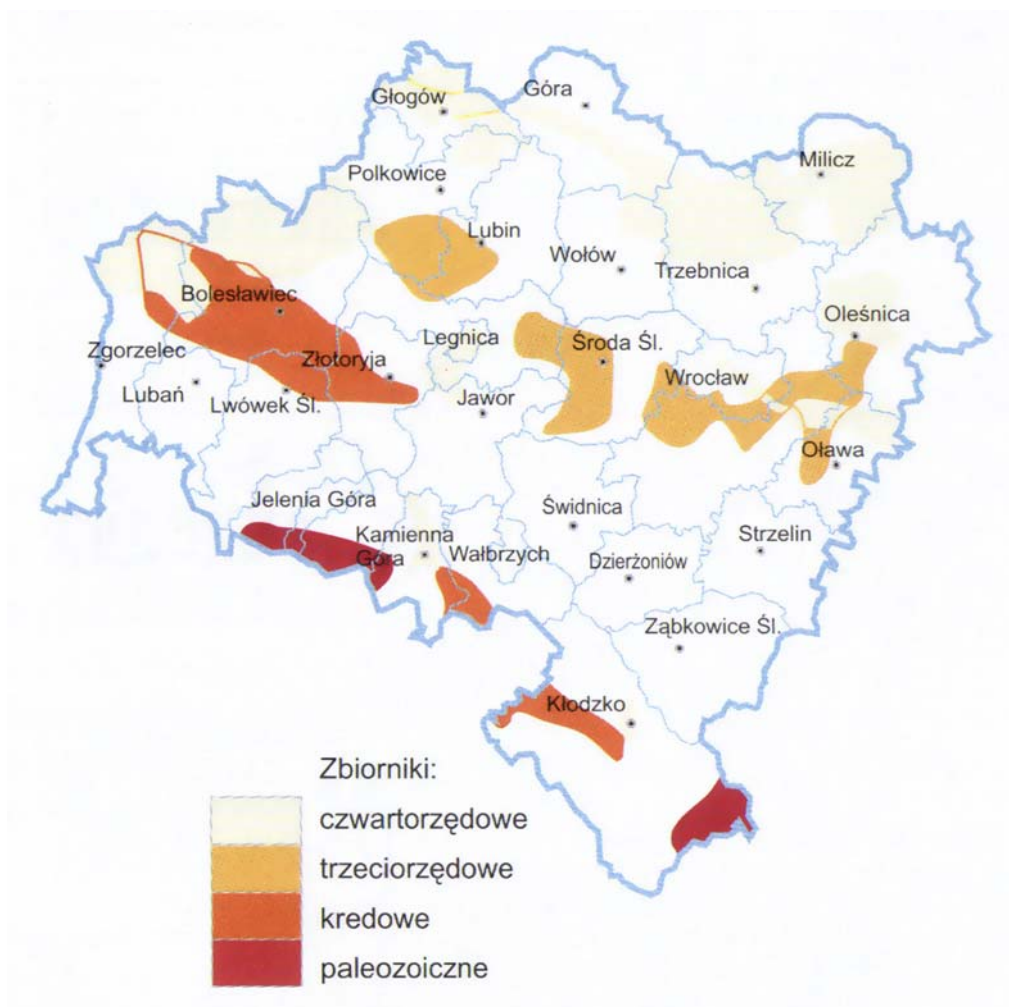 Głogów
Góra
Milicz
Polkowice
Lubin
Wołów
Trzebnica
Bolesławiec
Oleśnica
Legnica
Środa Śl.
Zgorzelec
Złotoryja
Wrocław
Lubań
Lwówek Śl.
Jawor
Oława
Jelenia Góra
Świdnica
Kamienna
Góra
Wałbrzych
Strzelin
Dzierżoniów
Ząbkowice Śl.
Kłodzko
Zbiorniki:
czwartorzędowe
trzeciorzędowe
kredowe
paleozoiczne